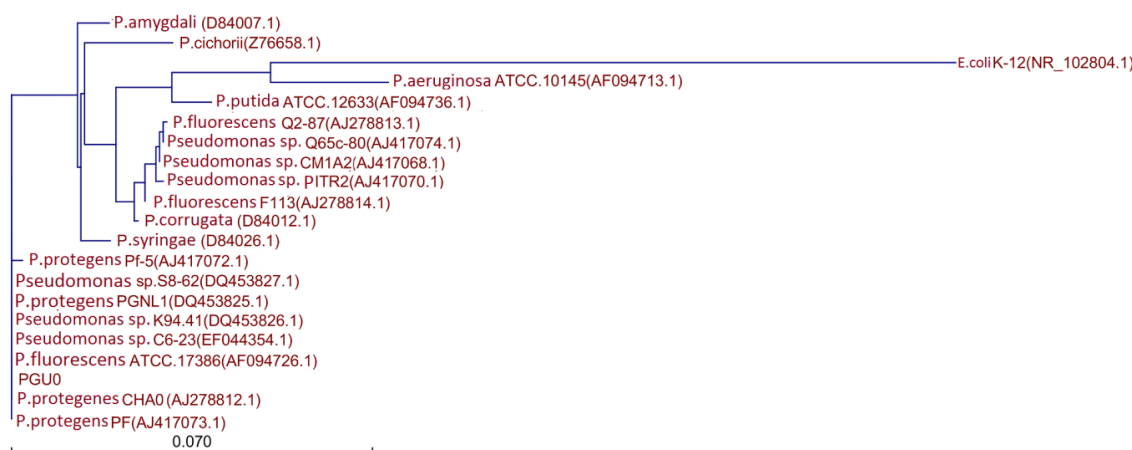 P.amygdali (D84007.1)
P.cichorii(Z76658.1)
E.coliK-12(NR_102804.1)
P.aeruginosa ATCC.10145(AF094713.1)
P.putida ATCC.12633(AF094736.1)
P.fluorescens Q2-87(AJ278813.1)
Pseudomonas sp. Q65c-80(AJ417074.1)
Pseudomonas sp. CM1A2(AJ417068.1)
Pseudomonas sp. PITR2(AJ417070.1)
P.fluorescens F113(AJ278814.1)
P.corrugata (D84012.1)
P.syringae (D84026.1)
P.protegens Pf-5(AJ417072.1)
Pseudomonas sp.S8-62(DQ453827.1)
P.protegens PGNL1(DQ453825.1)
Pseudomonas sp.K94.41(DQ453826.1)
Pseudomonas sp.C6-23(EF044354.1)
P.fluorescens ATCC.17386(AF094726.1)
PGU0
P.protegenes CHA0(AJ278812.1)
P.protegens PF(AJ417073.1)
0.070